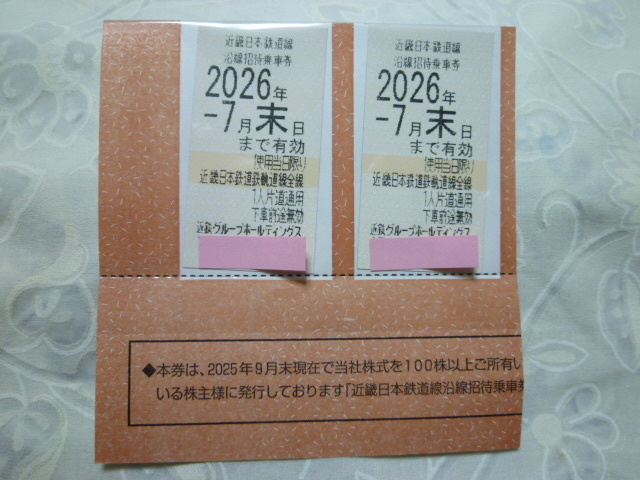 近畿日本鉄道線
沿線招待乗車券
2026年
-7月末日
まで有効
(使用当日限り)
近畿日本鉄道鉄軌道線全線
1人片道通用
下車前途無効
近鉄グループホールディングス
近畿日本鉄道線
沿線招待乗車券
2026年
-7月末日
まで有効
(使用当日限り)
近畿日本鉄道鉄軌道線全線
1人片道通用
下車前途無効
近鉄グループホールディングス
◆本券は、2025年9月末現在で当社株式を100株以上ご所有い
いる株主様に発行しております「近畿日本鉄道線沿線招待乗車券